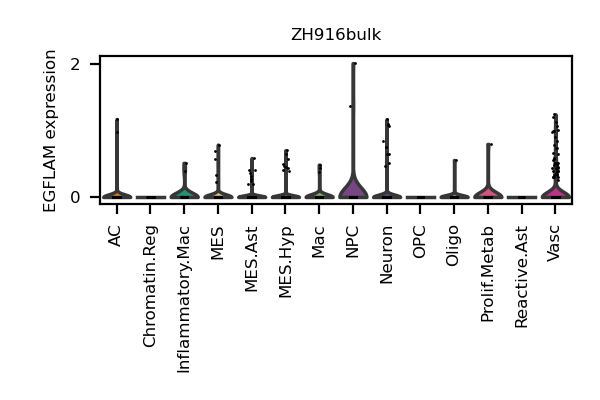 ZH916bulk
EGFLAM expression
2
0
AC
Chromatin.Reg
Inflammatory.Mac
MES
MES.Ast
MES.Hyp
Mac
NPC
Neuron
OPC
Oligo
Prolif.Metab
Reactive.Ast
Vasc